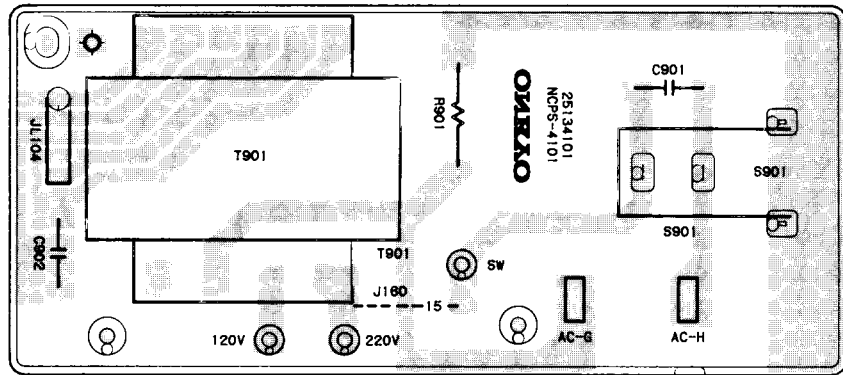 C901
ONKYO
25134101
NCPS-4101
R901
JL104
T901
S901
S901
C902
T901
SW
J160
15
120V
220V
AC-G
AC-H